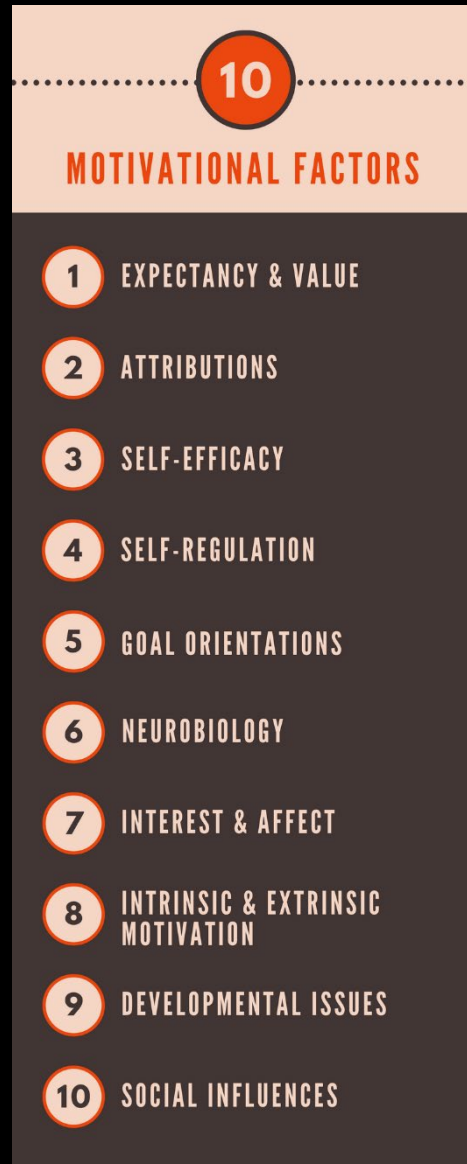 10
MOTIVATIONAL FACTORS
1 EXPECTANCY & VALUE
2 ATTRIBUTIONS
3 SELF-EFFICACY
4 SELF-REGULATION
5 GOAL ORIENTATIONS
6 NEUROBIOLOGY
7 INTEREST & AFFECT
8 INTRINSIC & EXTRINSIC
MOTIVATION
9 DEVELOPMENTAL ISSUES
10 SOCIAL INFLUENCES